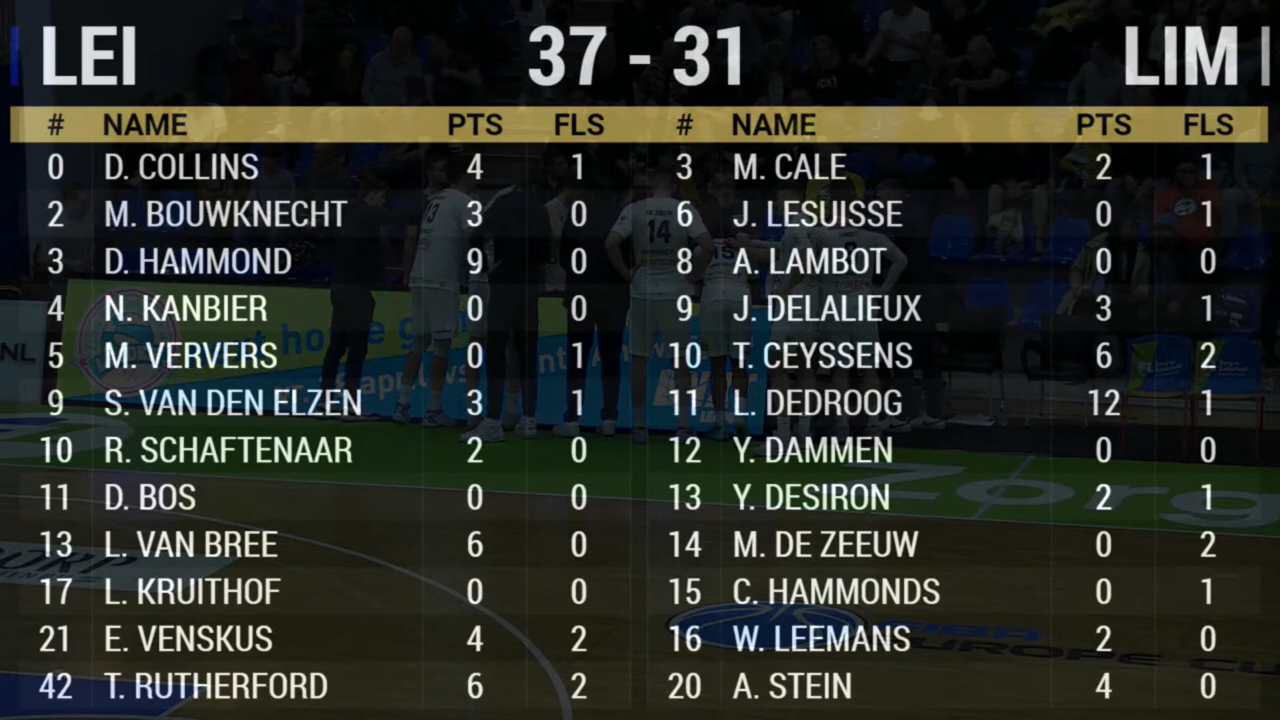 LEI 37 - 31 LIM
# NAME PTS FLS # NAME PTS FLS
0 D. COLLINS 4 1 3 M. CALE 2 1
2 M. BOUWKNECHT 3 0 6 J. LESUISSE 0 1
3 D. HAMMOND 9 0 8 A. LAMBOT 0 0
4 N. KANBIER 0 0 9 J. DELALIEUX 3 1
5 M. VERVERS 0 1 10 T. CEYSSENS 6 2
9 S. VAN DEN ELZEN 3 1 11 L. DEDROOG 12 1
10 R. SCHAFTENAAR 2 0 12 Y. DAMMEN 0 0
11 D. BOS 0 0 13 Y. DESIRON 2 1
13 L. VAN BREE 6 0 14 M. DE ZEEUW 0 2
17 L. KRUITHOF 0 0 15 C. HAMMONDS 0 1
21 E. VENSKUS 4 2 16 W. LEEMANS 2 0
42 T. RUTHERFORD 6 2 20 A. STEIN 4 0